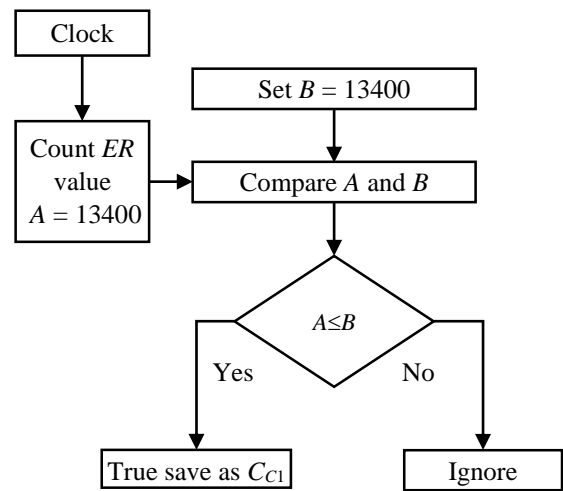 Clock
Set B = 13400
Count ER
value
A = 13400
Compare A and B
A≤B
Yes
No
True save as CC1
Ignore